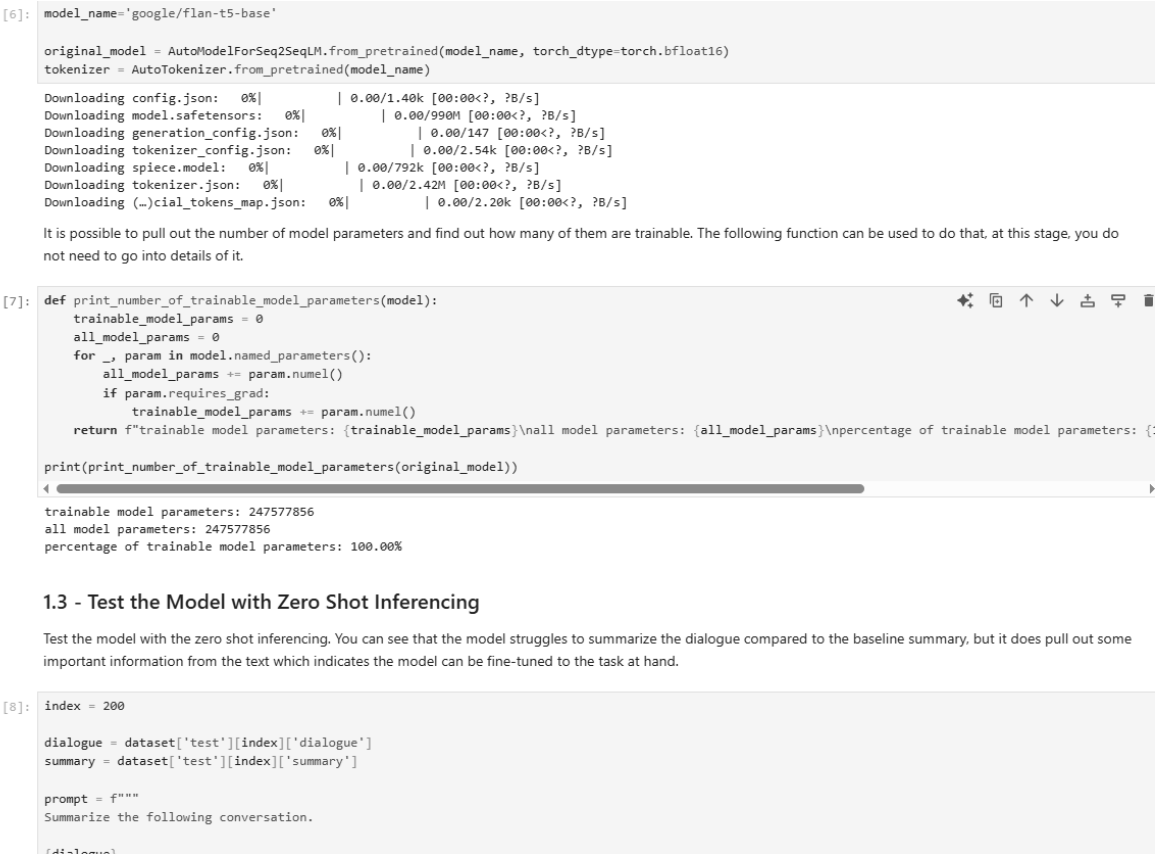 [6]: model_name='google/flan-t5-base'
original_model = AutoModelForSeq2SeqLM.from_pretrained(model_name, torch_dtype=torch.bfloat16)
tokenizer = AutoTokenizer.from_pretrained(model_name)
Downloading config.json:   0%|          | 0.00/1.40k [00:00<?, ?B/s]
Downloading model.safetensors:   0%|          | 0.00/990M [00:00<?, ?B/s]
Downloading generation_config.json:   0%|          | 0.00/147 [00:00<?, ?B/s]
Downloading tokenizer_config.json:   0%|          | 0.00/2.54k [00:00<?, ?B/s]
Downloading spiece.model:   0%|          | 0.00/792k [00:00<?, ?B/s]
Downloading tokenizer.json:   0%|          | 0.00/2.42M [00:00<?, ?B/s]
Downloading (…)cial_tokens_map.json:   0%|          | 0.00/2.20k [00:00<?, ?B/s]
It is possible to pull out the number of model parameters and find out how many of them are trainable. The following function can be used to do that, at this stage, you do
not need to go into details of it.
[7]: def print_number_of_trainable_model_parameters(model):
    trainable_model_params = 0
    all_model_params = 0
    for _, param in model.named_parameters():
        all_model_params += param.numel()
        if param.requires_grad:
            trainable_model_params += param.numel()
    return f"trainable model parameters: {trainable_model_params}\nall model parameters: {all_model_params}\npercentage of trainable model parameters: {
print(print_number_of_trainable_model_parameters(original_model))
trainable model parameters: 247577856
all model parameters: 247577856
percentage of trainable model parameters: 100.00%
1.3 - Test the Model with Zero Shot Inferencing
Test the model with the zero shot inferencing. You can see that the model struggles to summarize the dialogue compared to the baseline summary, but it does pull out some
important information from the text which indicates the model can be fine-tuned to the task at hand.
[8]: index = 200
dialogue = dataset['test'][index]['dialogue']
summary = dataset['test'][index]['summary']
prompt = f"""
Summarize the following conversation.
{dialogue}